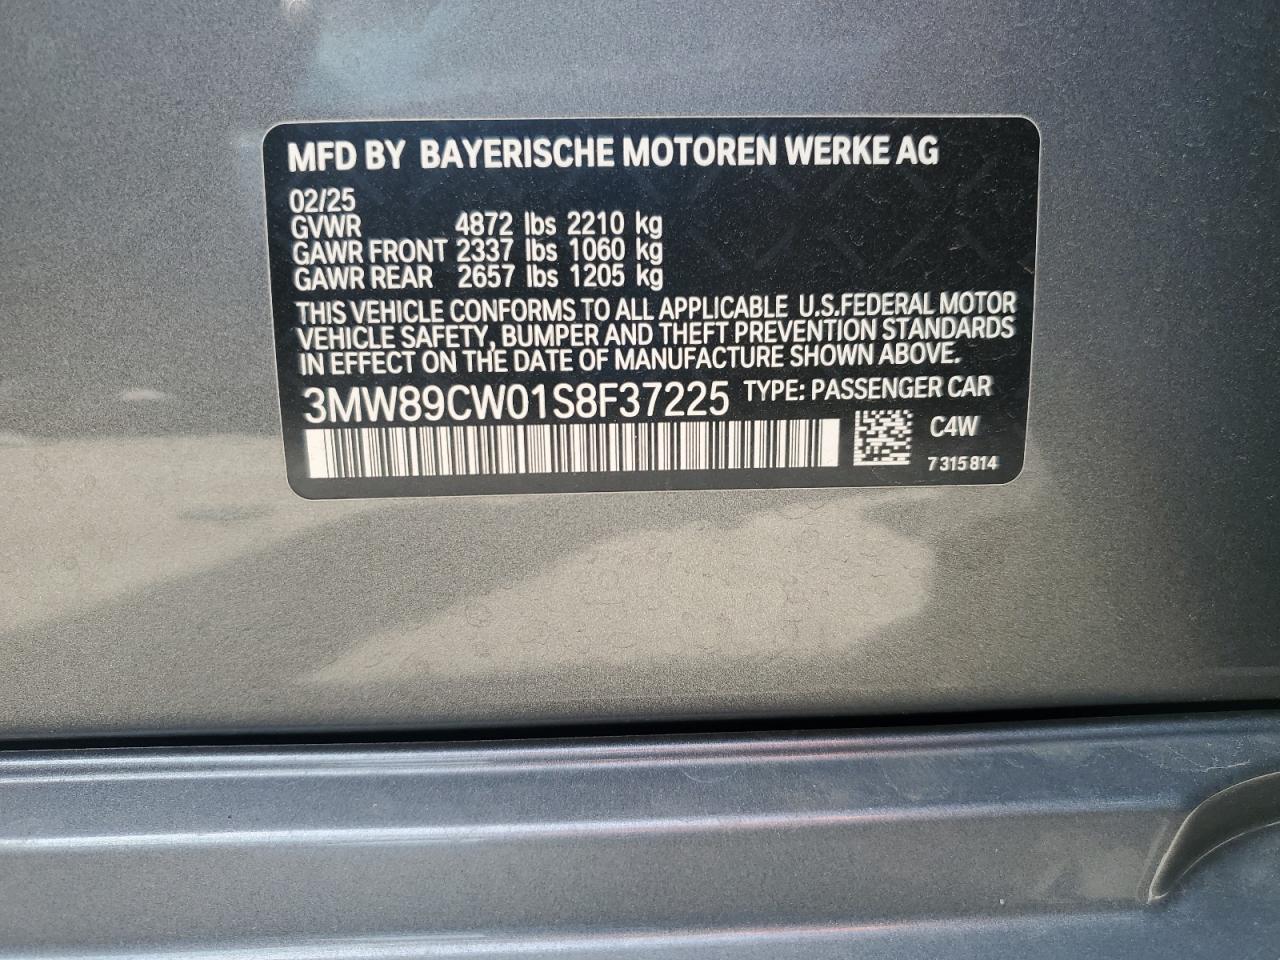 MFD BY BAYERISCHE MOTOREN WERKE AG
02/25
GVWR 4872 lbs 2210 kg
GAWR FRONT 2337 lbs 1060 kg
GAWR REAR 2657 lbs 1205 kg
THIS VEHICLE CONFORMS TO ALL APPLICABLE U.S.FEDERAL MOTOR
VEHICLE SAFETY, BUMPER AND THEFT PREVENTION STANDARDS
IN EFFECT ON THE DATE OF MANUFACTURE SHOWN ABOVE.
3MW89CW01S8F37225 TYPE: PASSENGER CAR
C4W
7315814